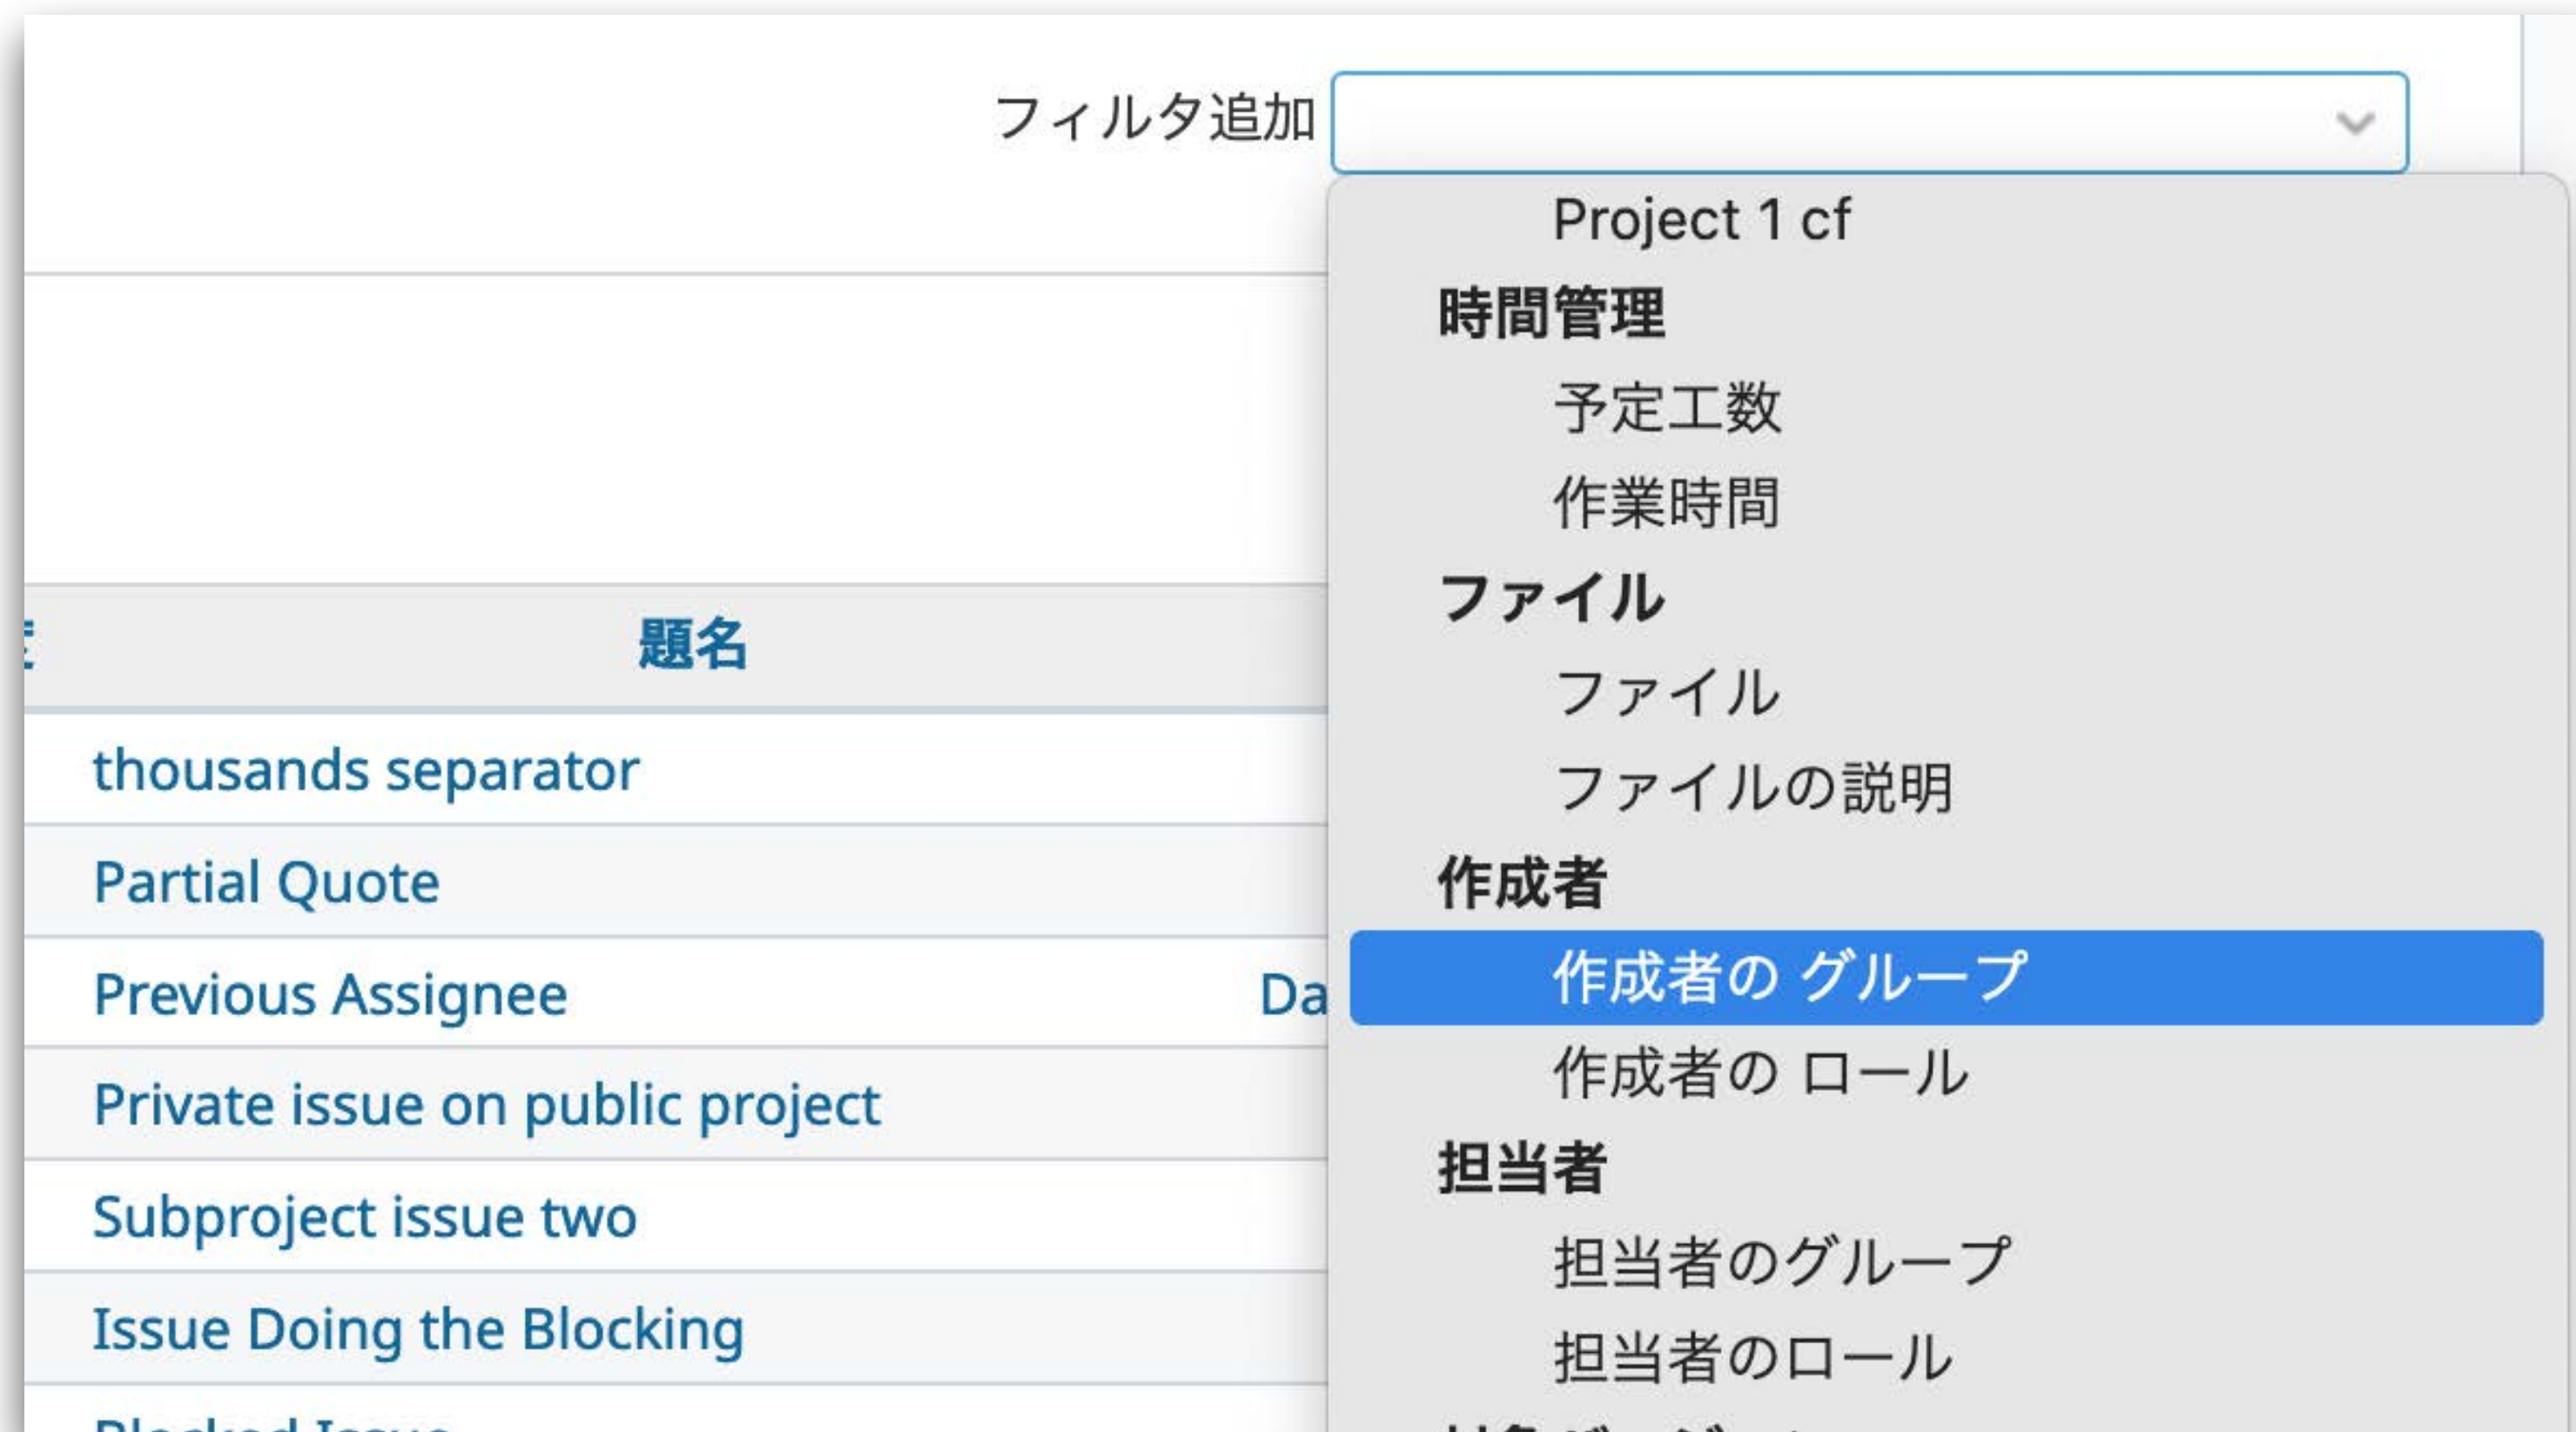 フィルタ追加
Project 1 cf
時間管理
予定工数
作業時間
ファイル
ファイル
ファイルの説明
作成者
作成者の グループ
作成者の ロール
担当者
担当者のグループ
担当者のロール
題名
thousands separator
Partial Quote
Previous Assignee
Da
Private issue on public project
Subproject issue two
Issue Doing the Blocking
Blocked Issue